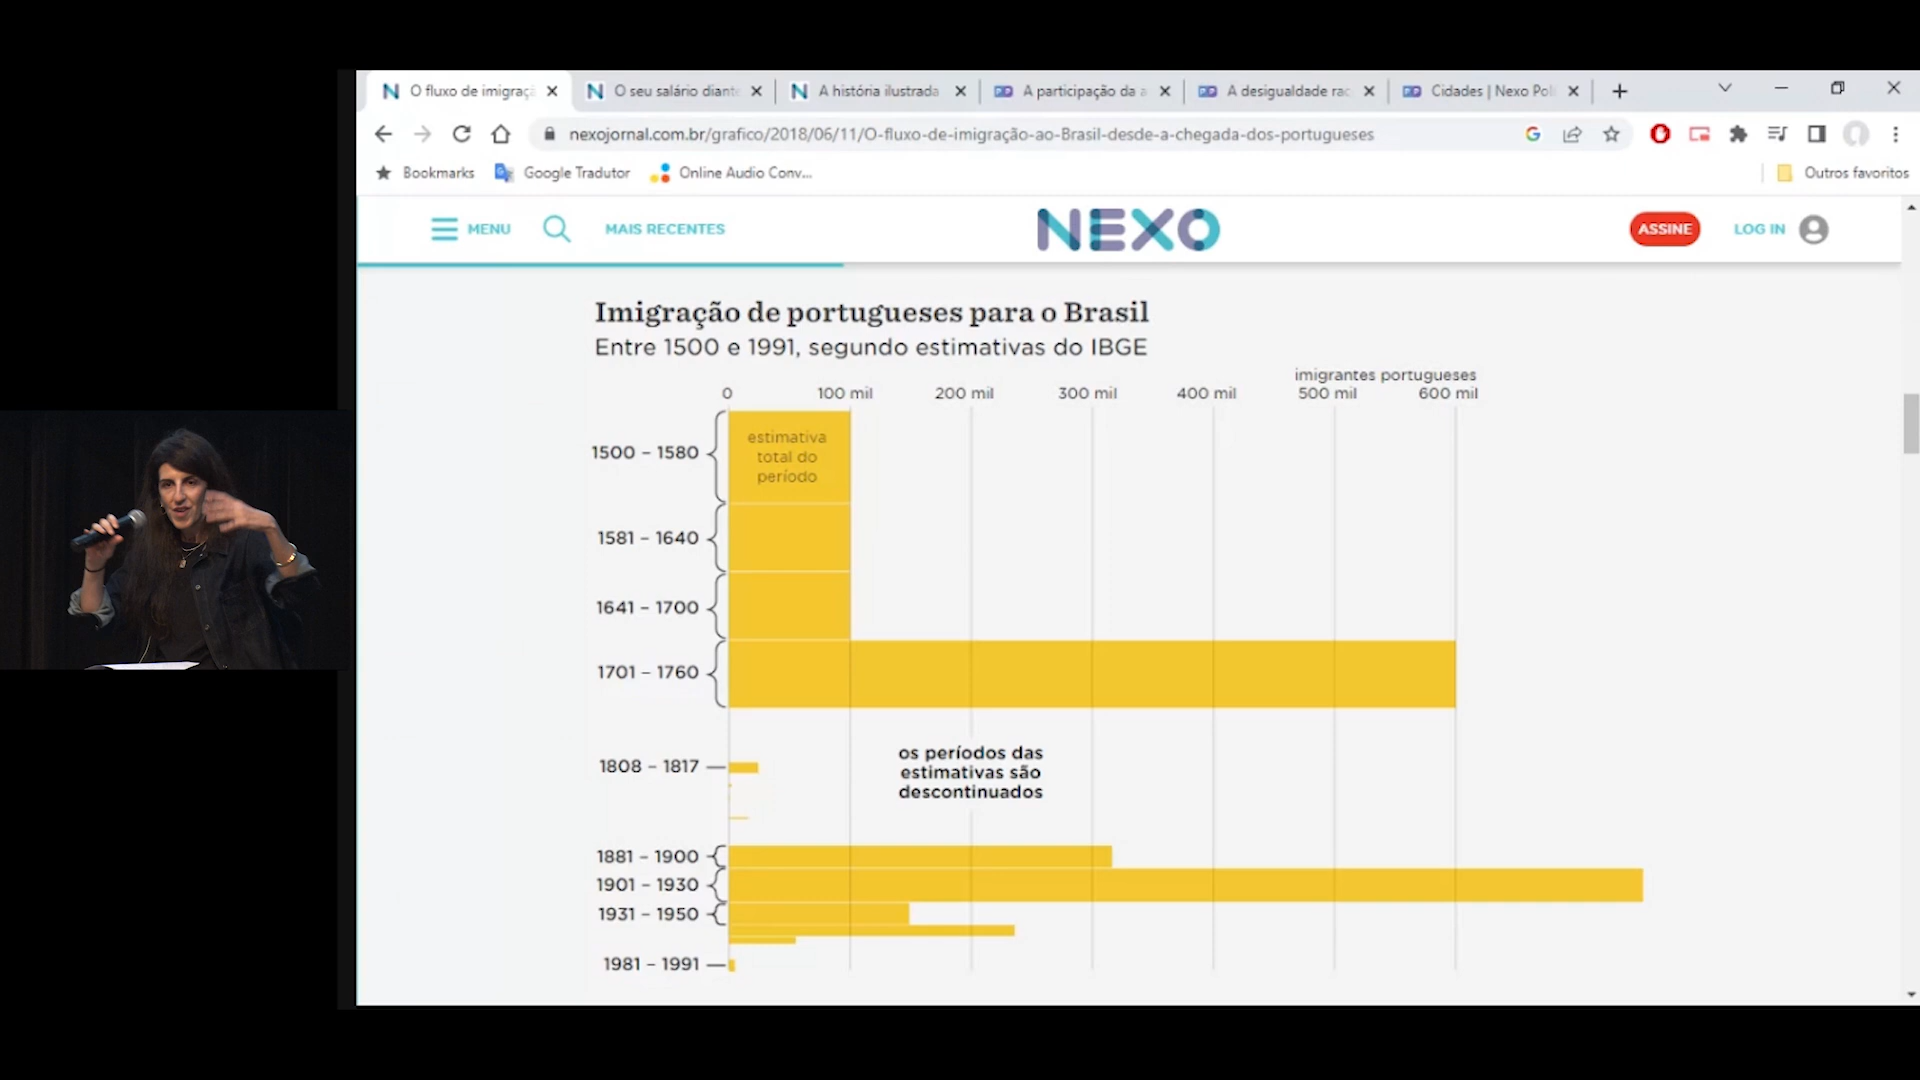 O fluxo de imigraç
O seu salário diant
A história ilustrada
A participação da a
A desigualdade rac
Cidades | Nexo Pol
nexojornal.com.br/grafico/2018/06/11/O-fluxo-de-imigração-ao-Brasil-desde-a-chegada-dos-portugueses
Bookmarks
Google Tradutor
Online Audio Conv...
Outros favoritos
MENU
MAIS RECENTES
NEXO
ASSINE
LOG IN
Imigração de portugueses para o Brasil
Entre 1500 e 1991, segundo estimativas do IBGE
imigrantes portugueses
0 100 mil 200 mil 300 mil 400 mil 500 mil 600 mil
1500 – 1580
estimativa
total do
período
1581 – 1640
1641 – 1700
1701 – 1760
1808 – 1817
os períodos das
estimativas são
descontinuados
1881 – 1900
1901 – 1930
1931 – 1950
1981 – 1991